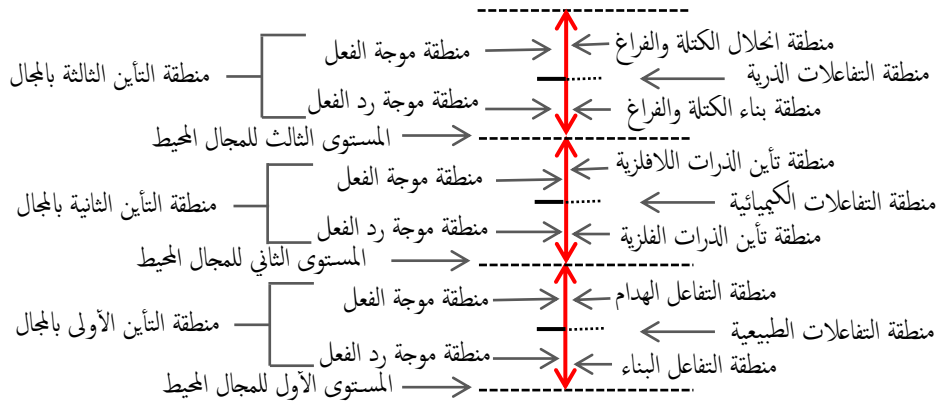 منطقة انحلال الكتلة والفراغ
منطقة موجة الفعل
منطقة التفاعلات الذرية
منطقة التأين الثالثة بالمجال
منطقة بناء الكتلة والفراغ
منطقة موجة رد الفعل
المستوى الثالث للمجال المحيط
منطقة تأين الذرات اللافلزية
منطقة موجة الفعل
منطقة التفاعلات الكيميائية
منطقة التأين الثانية بالمجال
منطقة تأين الذرات الفلزية
منطقة موجة رد الفعل
المستوى الثاني للمجال المحيط
منطقة التفاعل الهدام
منطقة موجة الفعل
منطقة التفاعلات الطبيعية
منطقة التأين الأولى بالمجال
منطقة التفاعل البناء
منطقة موجة رد الفعل
المستوى الأول للمجال المحيط